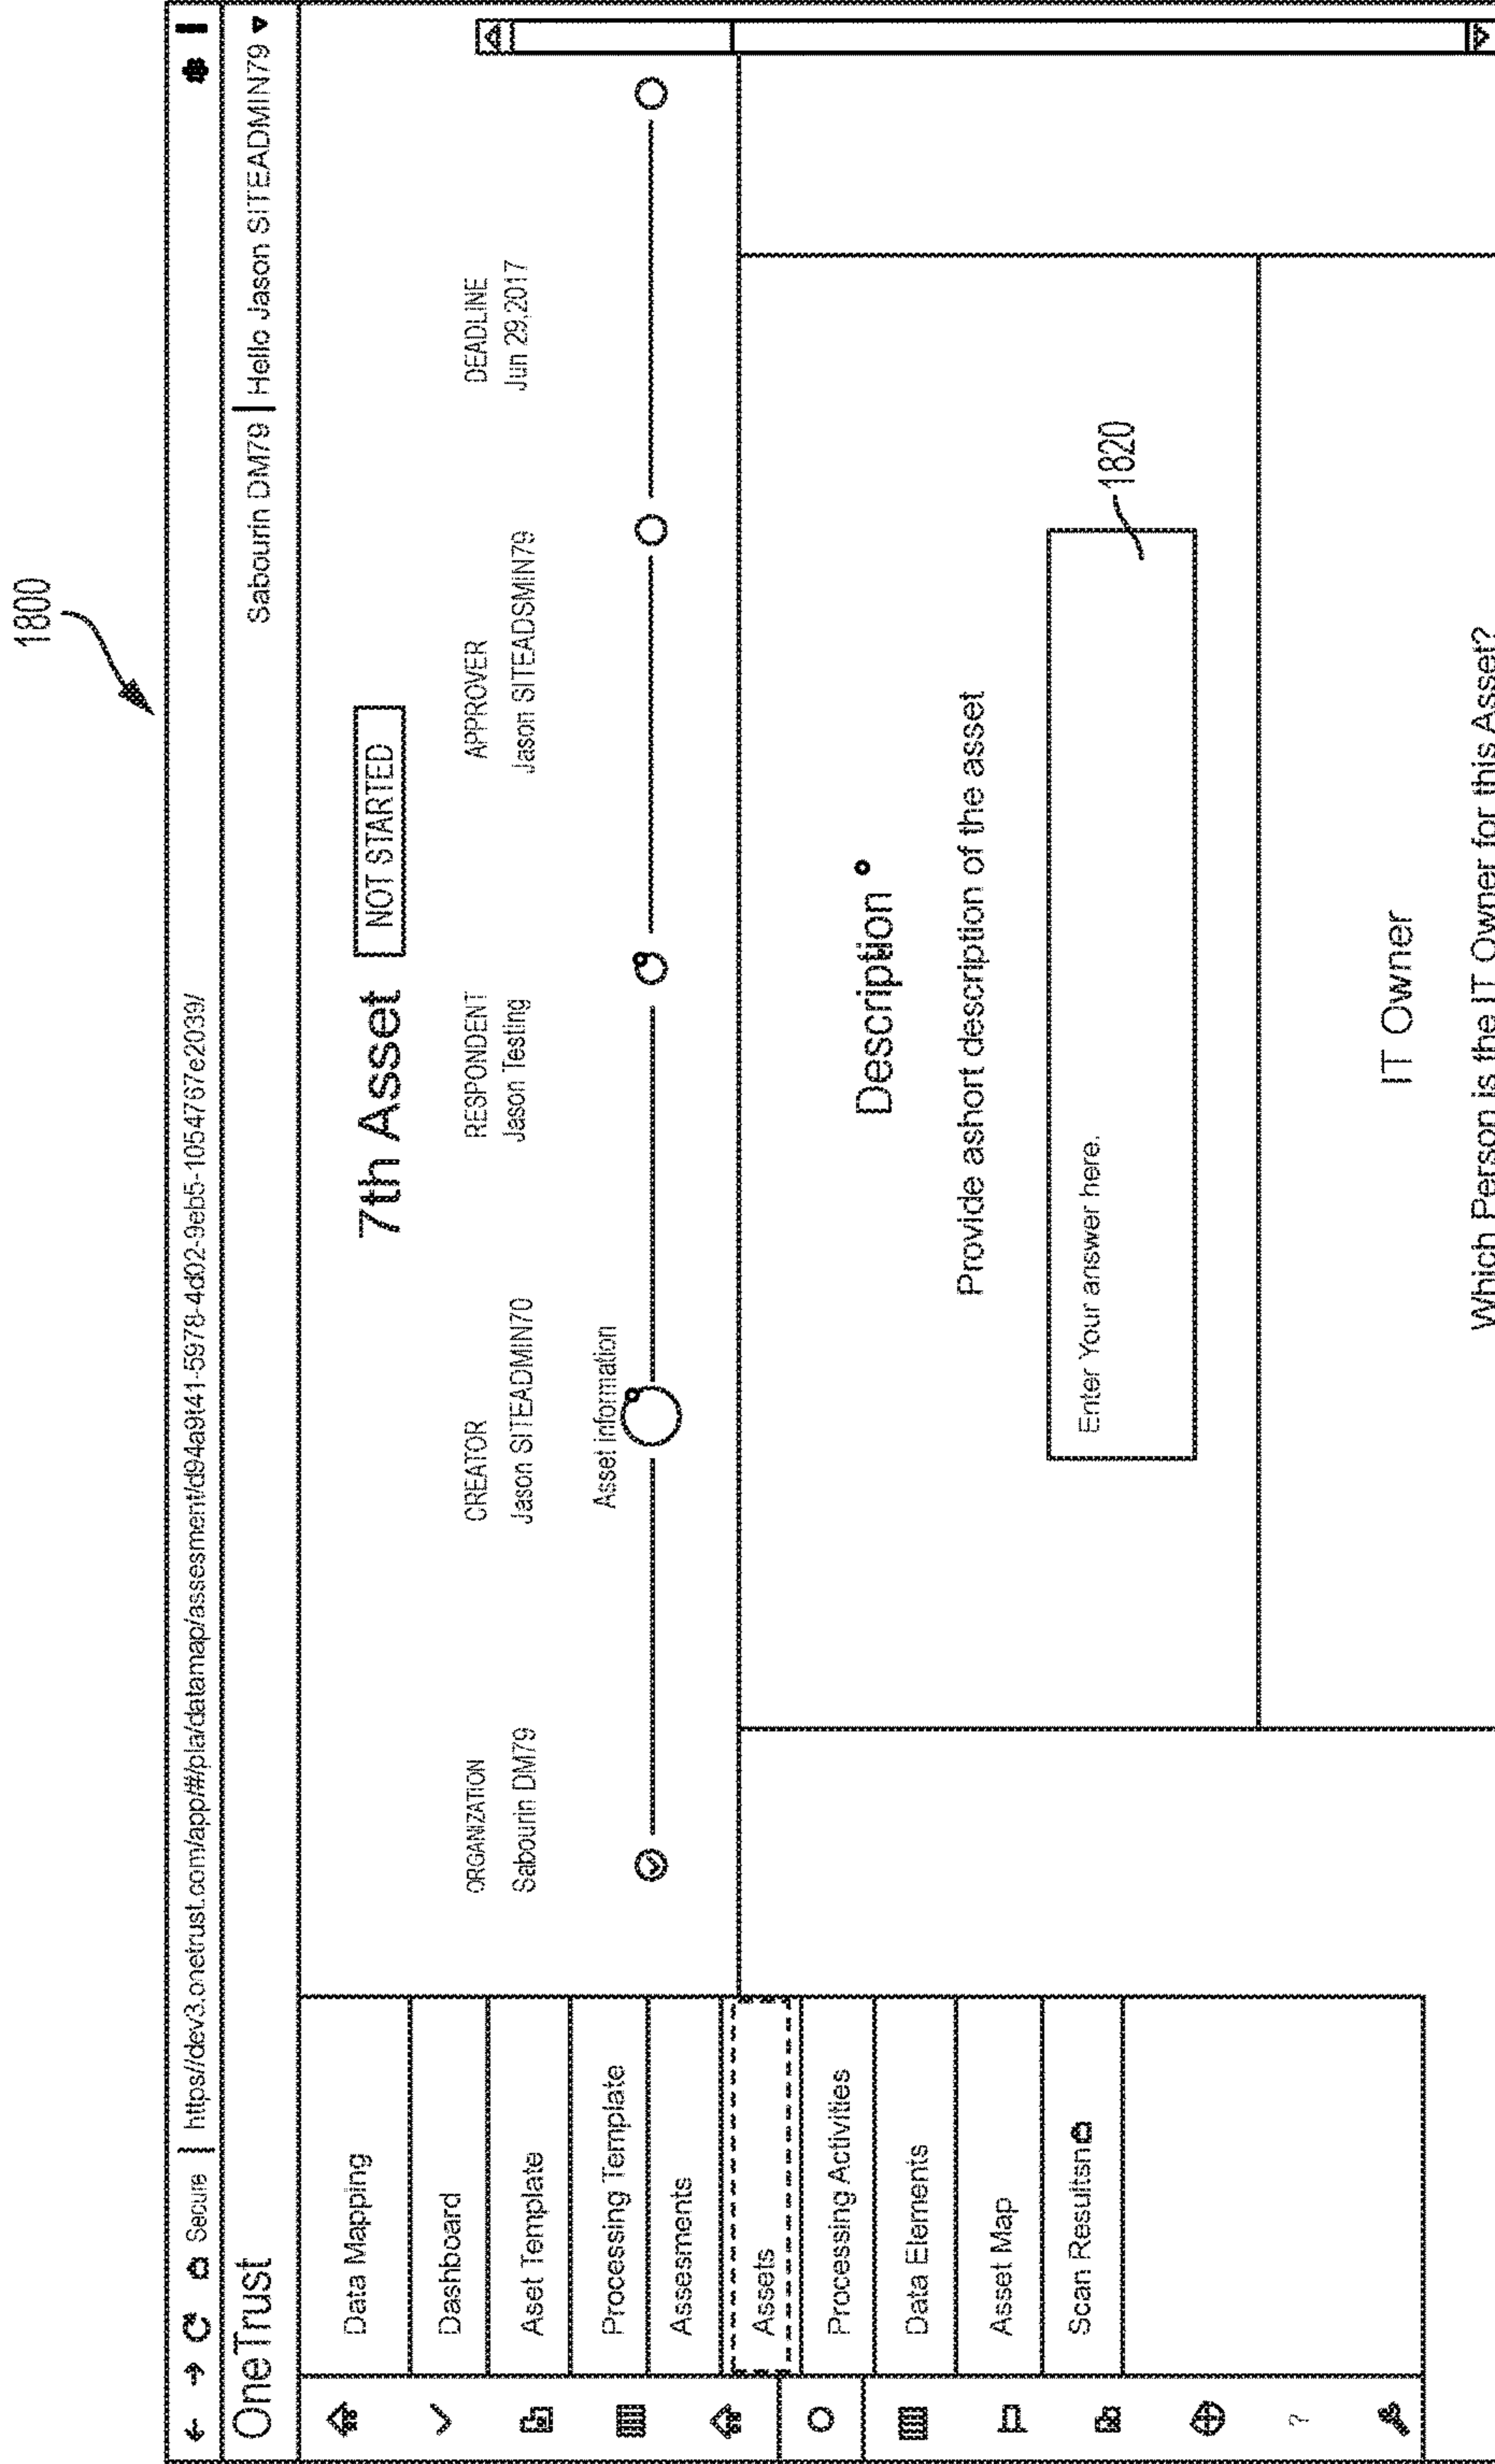 1800
Secure | https//dev3.onetrust.com/app/#/pla/datamap/assesment/d94a9t41-5978-4d02-9eb5-1054767e2039/
OneTrust
Sabourin DM79 | Hello Jason SITEADMIN79
Data Mapping
Dashboard
Aset Template
Processing Template
Assesments
Assets
Processing Activities
Data Elements
Asset Map
Scan Resultsn
?
7th Asset
NOT STARTED
ORGANIZATION
Sabourin DM79
CREATOR
Jason SITEADMIN70
RESPONDENT
Jason Testing
APPROVER
Jason SITEADSMIN79
DEADLINE
Jun 29,2017
Asset information
Description
Provide ashort description of the asset
Enter Your answer here.
1820
IT Owner
Which Person is the IT Owner for this Asset?